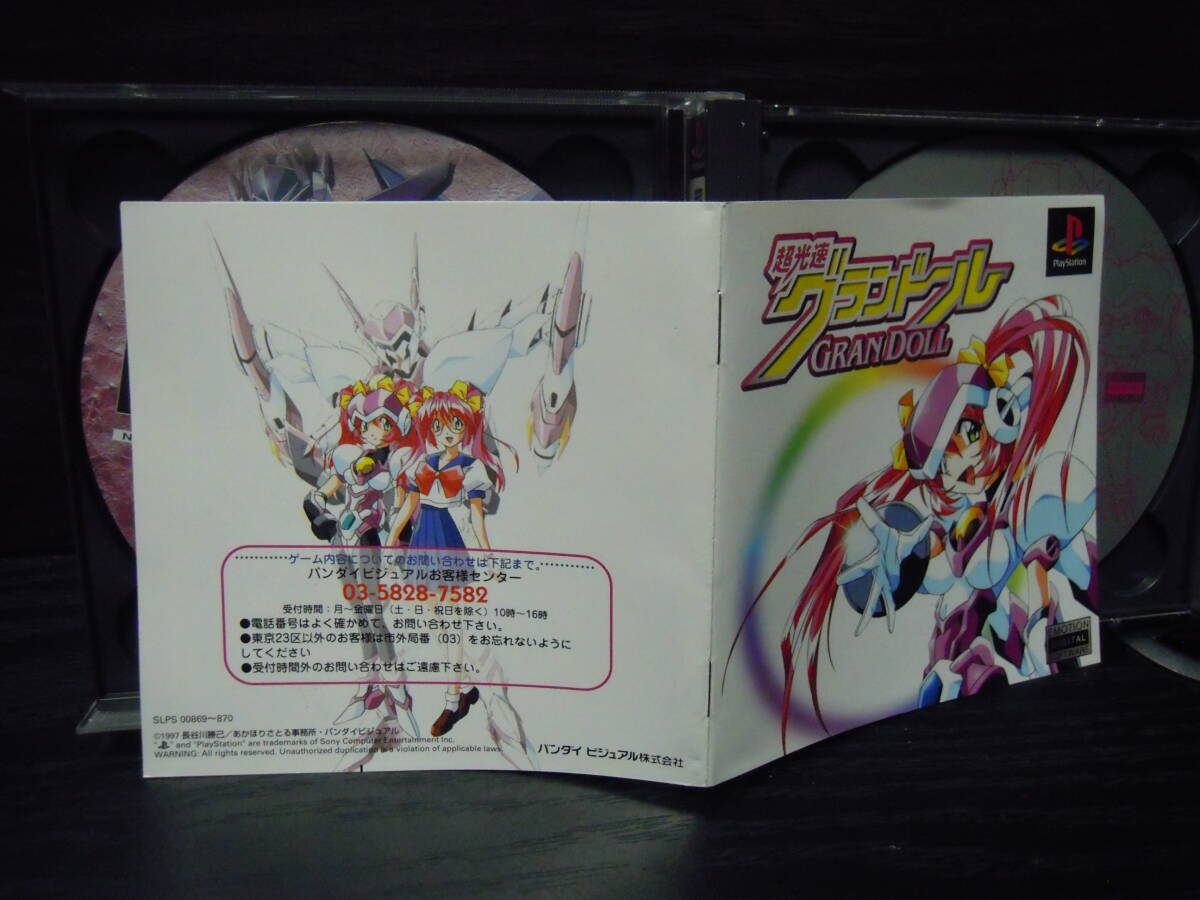 ゲーム内容についてのお問い合わせは下記まで。
バンダイビジュアルお客様センター
03-5828-7582
受付時間：月〜金曜日（土・日・祝日を除く）10時〜16時
●電話番号はよく確かめて、お問い合わせ下さい。
●東京23区以外のお客様は市外局番（03）をお忘れないように
してください
●受付時間外のお問い合わせはご遠慮下さい。
SLPS 00869〜870
©1997 長谷川勝己／あかほりさとる事務所・バンダイビジュアル
" " and "PlayStation" are trademarks of Sony Computer Entertainment Inc.
WARNING: All rights reserved. Unauthorized duplication is a violation of applicable laws.
バンダイ ビジュアル株式会社
超光速
グランドール
GRANDOLL
PlayStation
EMOTION
DIGITAL
SOFTWARE